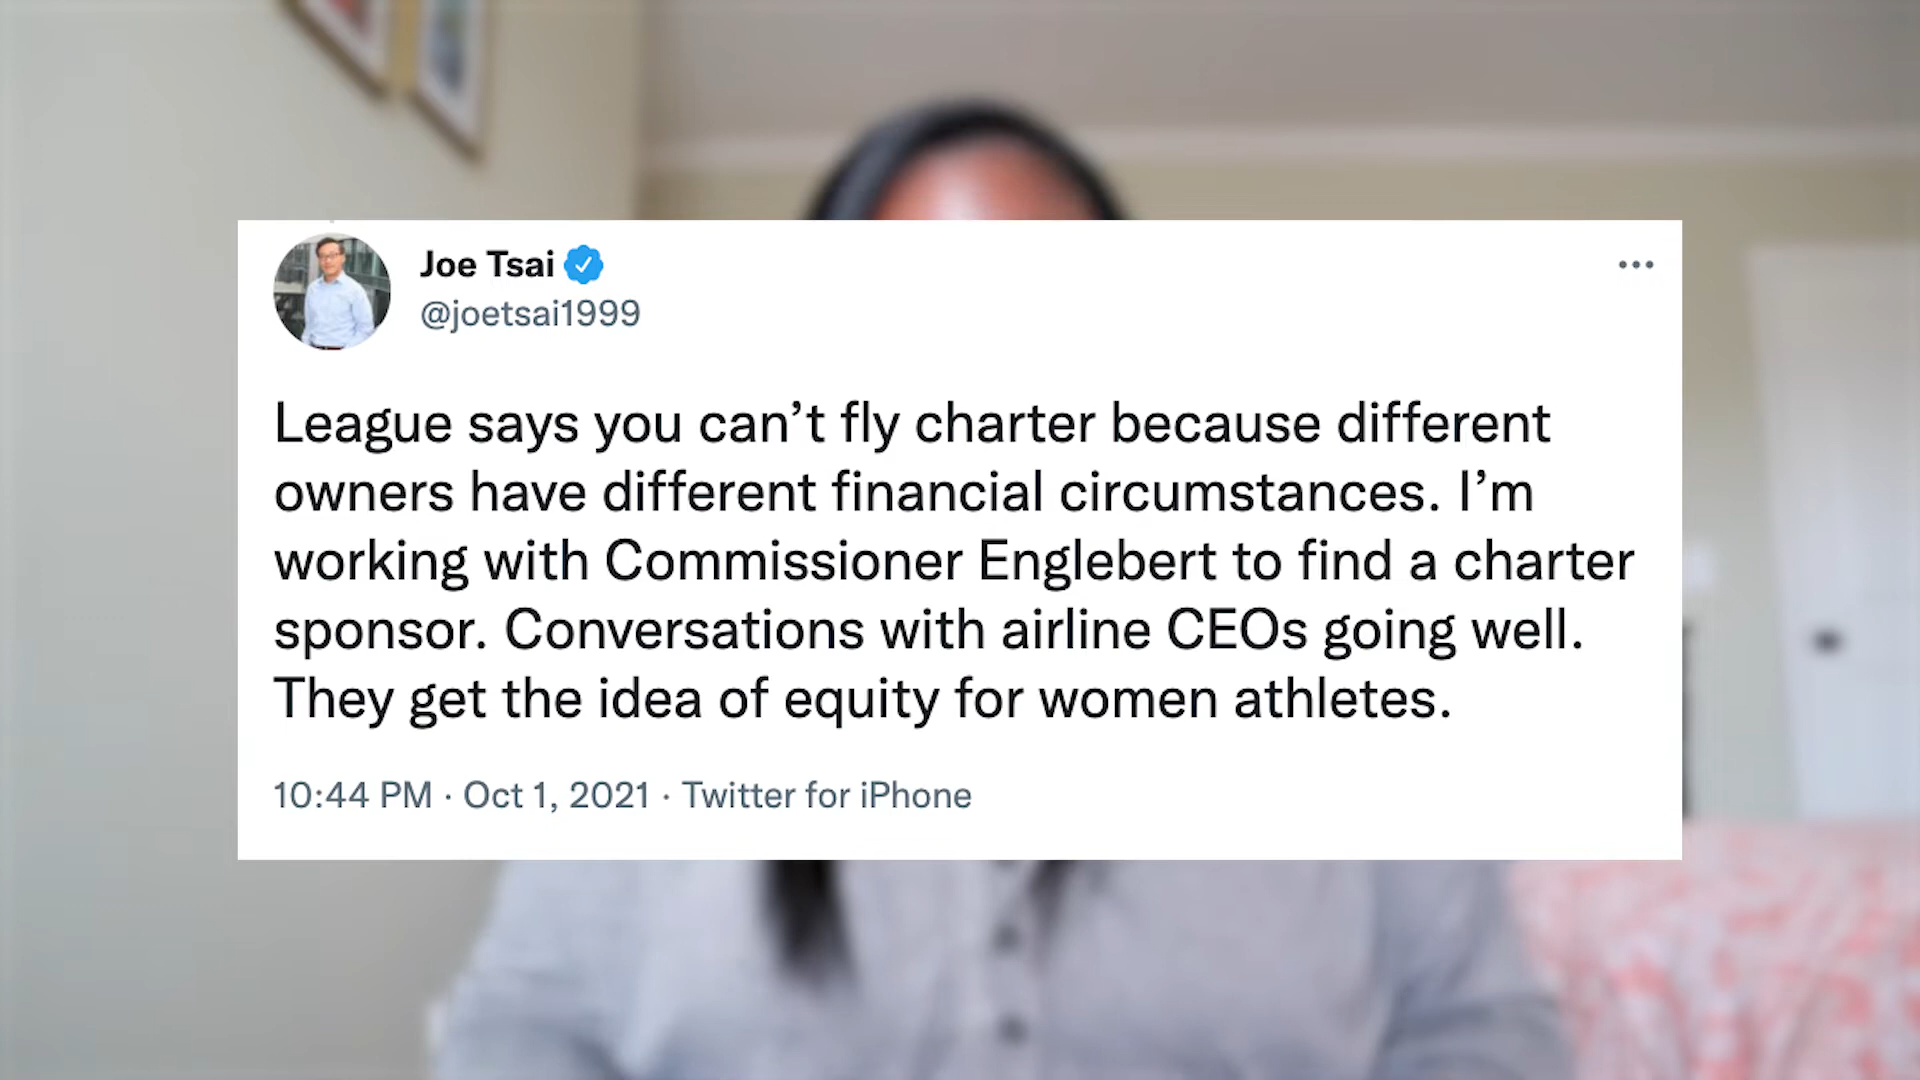 Joe Tsai
@joetsai1999
League says you can’t fly charter because different
owners have different financial circumstances. I’m
working with Commissioner Englebert to find a charter
sponsor. Conversations with airline CEOs going well.
They get the idea of equity for women athletes.
10:44 PM · Oct 1, 2021 · Twitter for iPhone